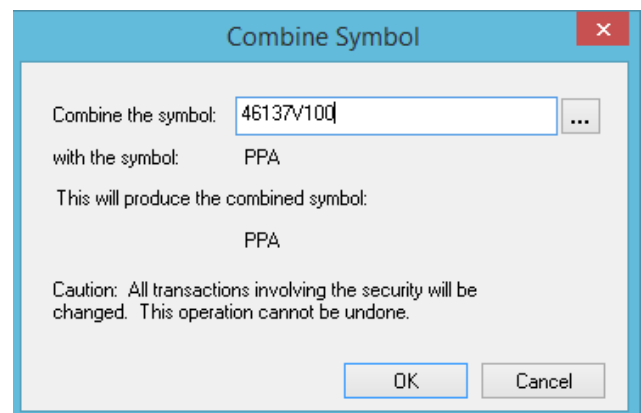 Combine Symbol
Combine the symbol: 46137V100 ...
with the symbol: PPA
This will produce the combined symbol:
PPA
Caution: All transactions involving the security will be
changed. This operation cannot be undone.
OK Cancel